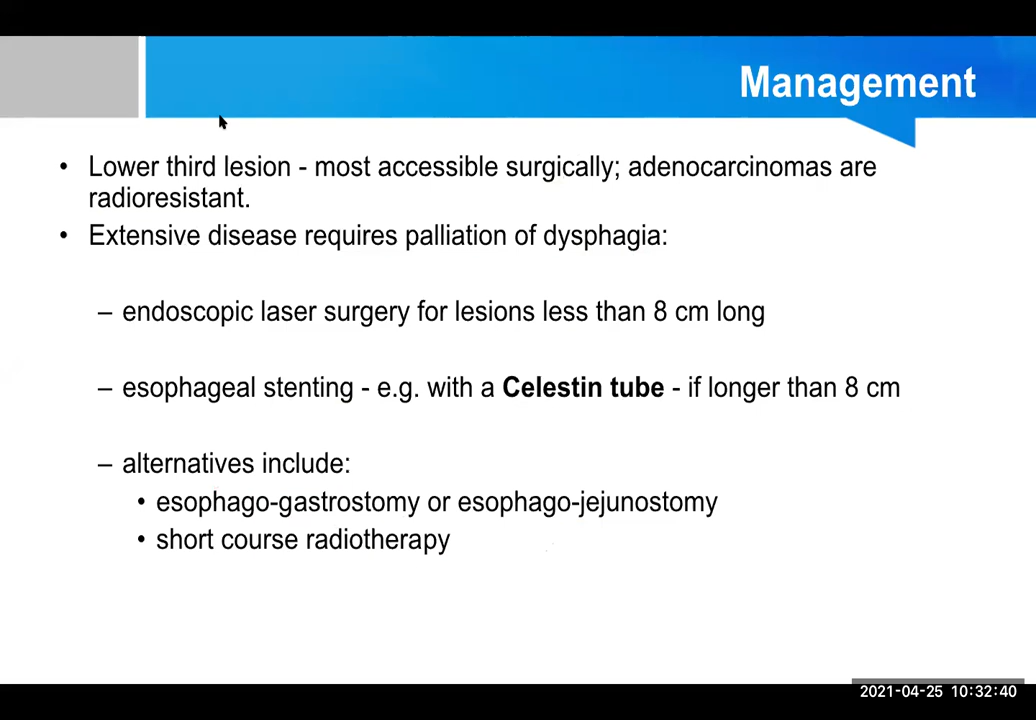 Management
• Lower third lesion - most accessible surgically; adenocarcinomas are
radioresistant.
• Extensive disease requires palliation of dysphagia:
– endoscopic laser surgery for lesions less than 8 cm long
– esophageal stenting - e.g. with a Celestin tube - if longer than 8 cm
– alternatives include:
• esophago-gastrostomy or esophago-jejunostomy
• short course radiotherapy
2021-04-25 10:32:40